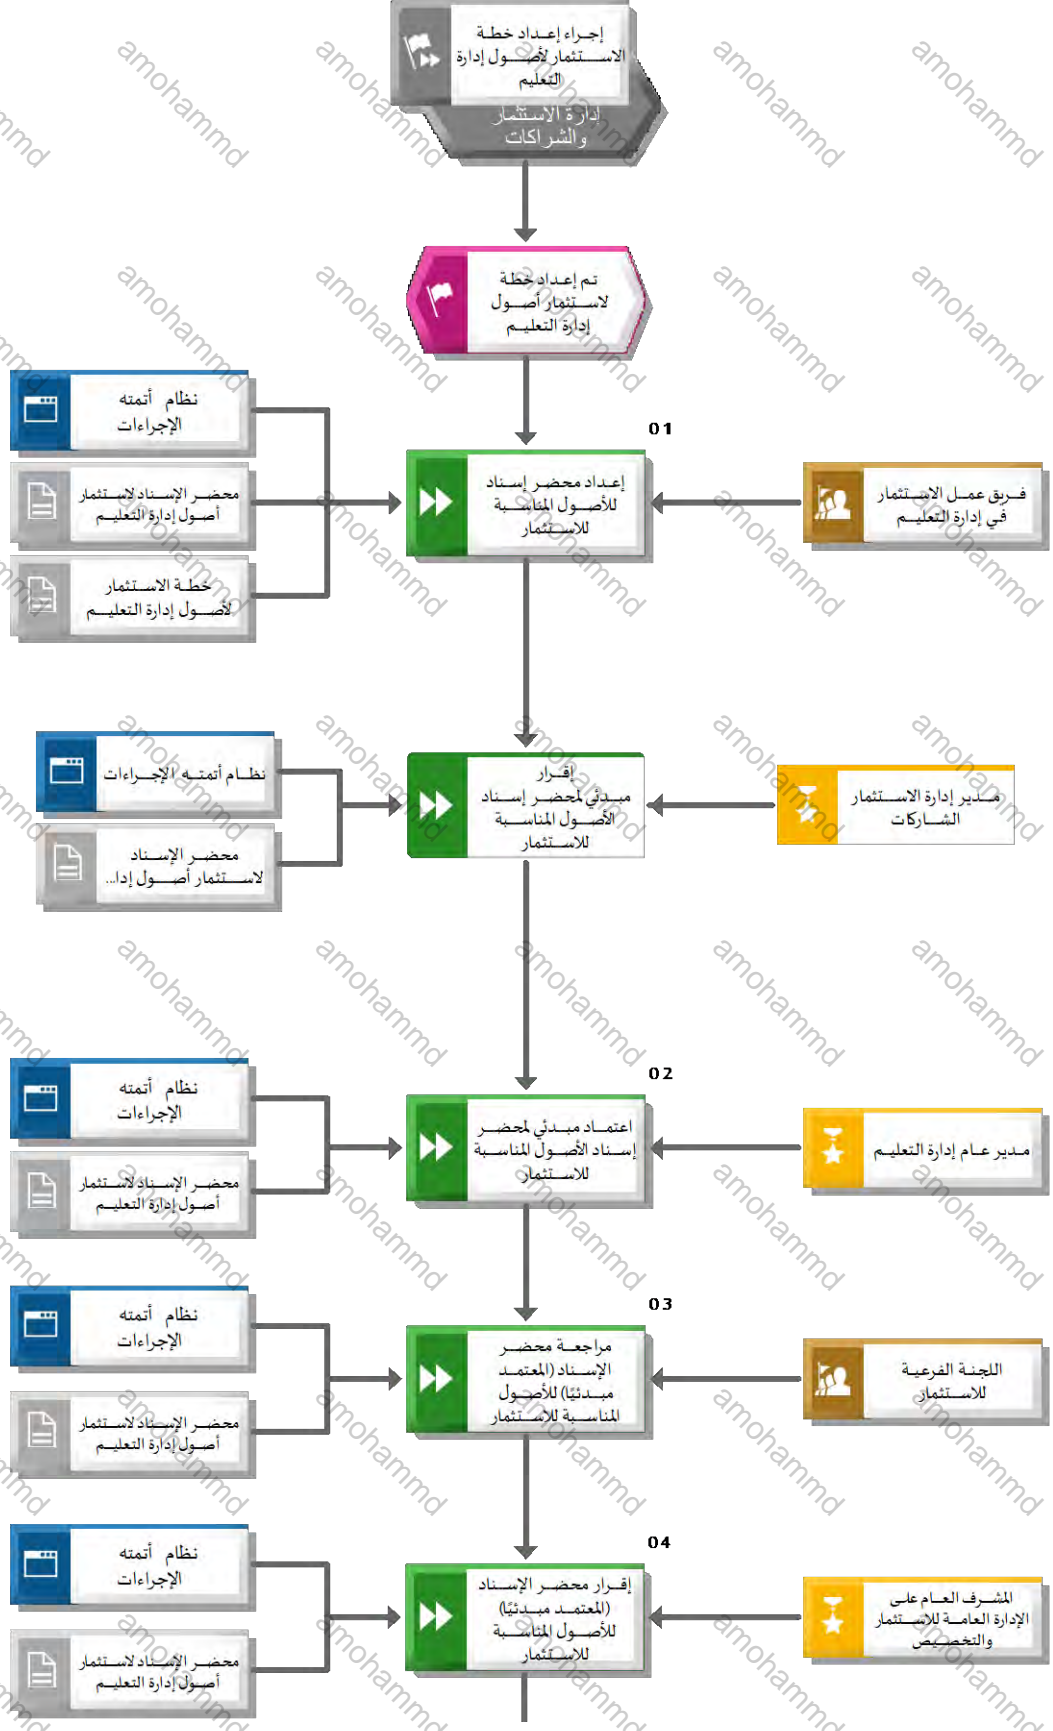 إجراء إعداد خطة
الاستثمار لأصول إدارة
التعليم
إدارة الاستثمار
والشراكات
تم إعداد خطة
لاستثمار أصول
إدارة التعليم
نظام أتمته
الإجراءات
محضر الإسناد لاستثمار
أصول إدارة التعليم
خطة الاستثمار
لأصول إدارة التعليم
01
إعداد محضر إسناد
للأصول المناسبة
للاستثمار
فريق عمل الاستثمار
في إدارة التعليم
نظام أتمته الإجراءات
محضر الإسناد
لاستثمار أصول إدا...
إقرار
مبدئي لمحضر إسناد
الأصول المناسبة
للاستثمار
مدير إدارة الاستثمار
الشاركات
نظام أتمته
الإجراءات
محضر الإسناد لاستثمار
أصول إدارة التعليم
02
اعتماد مبدئي لمحضر
إسناد الأصول المناسبة
للاستثمار
مدير عام إدارة التعليم
نظام أتمته
الإجراءات
محضر الإسناد لاستثمار
أصول إدارة التعليم
03
مراجعة محضر
الإسناد (المعتمد
مبدئيًا) للأصول
المناسبة للاستثمار
اللجنة الفرعية
للاستثمار
نظام أتمته
الإجراءات
محضر الإسناد لاستثمار
أصول إدارة التعليم
04
إقرار محضر الإسناد
(المعتمد مبدئيًا)
للأصول المناسبة
للاستثمار
المشرف العام على
الإدارة العامة للاستثمار
والتخصيص
amohammd